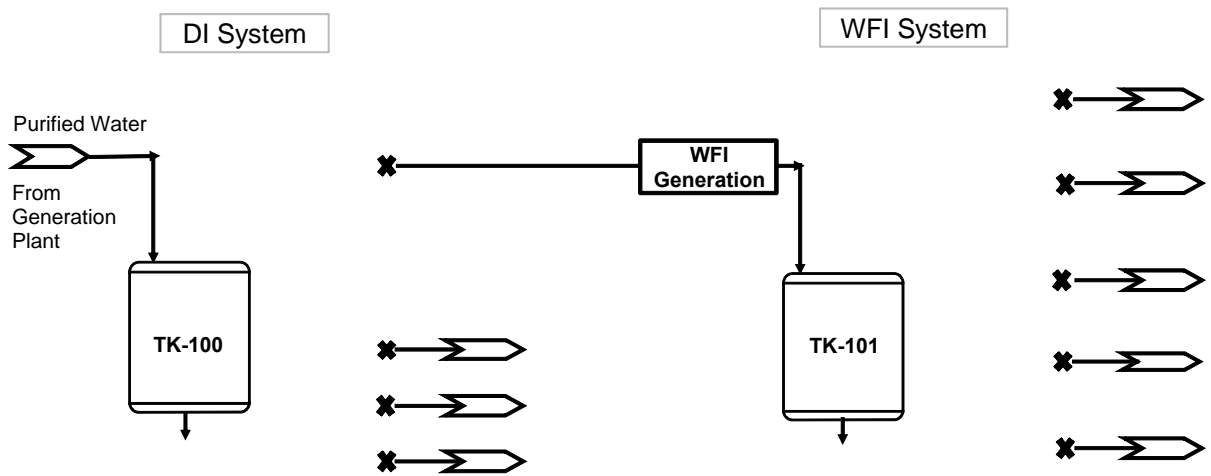 DI System
WFI System
Purified Water
From
Generation
Plant
WFI
Generation
TK-100
TK-101